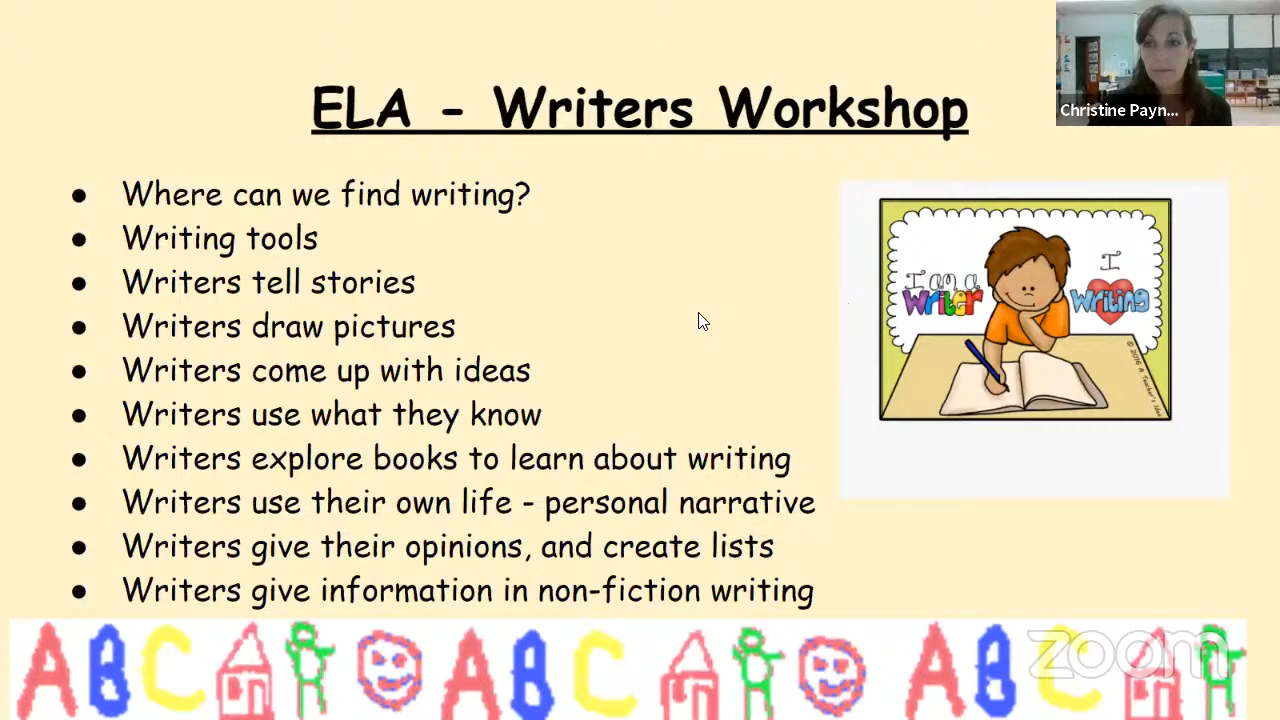 ELA - Writers Workshop
Christine Payn...
● Where can we find writing?
● Writing tools
● Writers tell stories
● Writers draw pictures
● Writers come up with ideas
● Writers use what they know
● Writers explore books to learn about writing
● Writers use their own life - personal narrative
● Writers give their opinions, and create lists
● Writers give information in non-fiction writing
I am a
Writer
I
Writing
© 2016 A Teacher's Idea
A B C A B C A B C
zoom